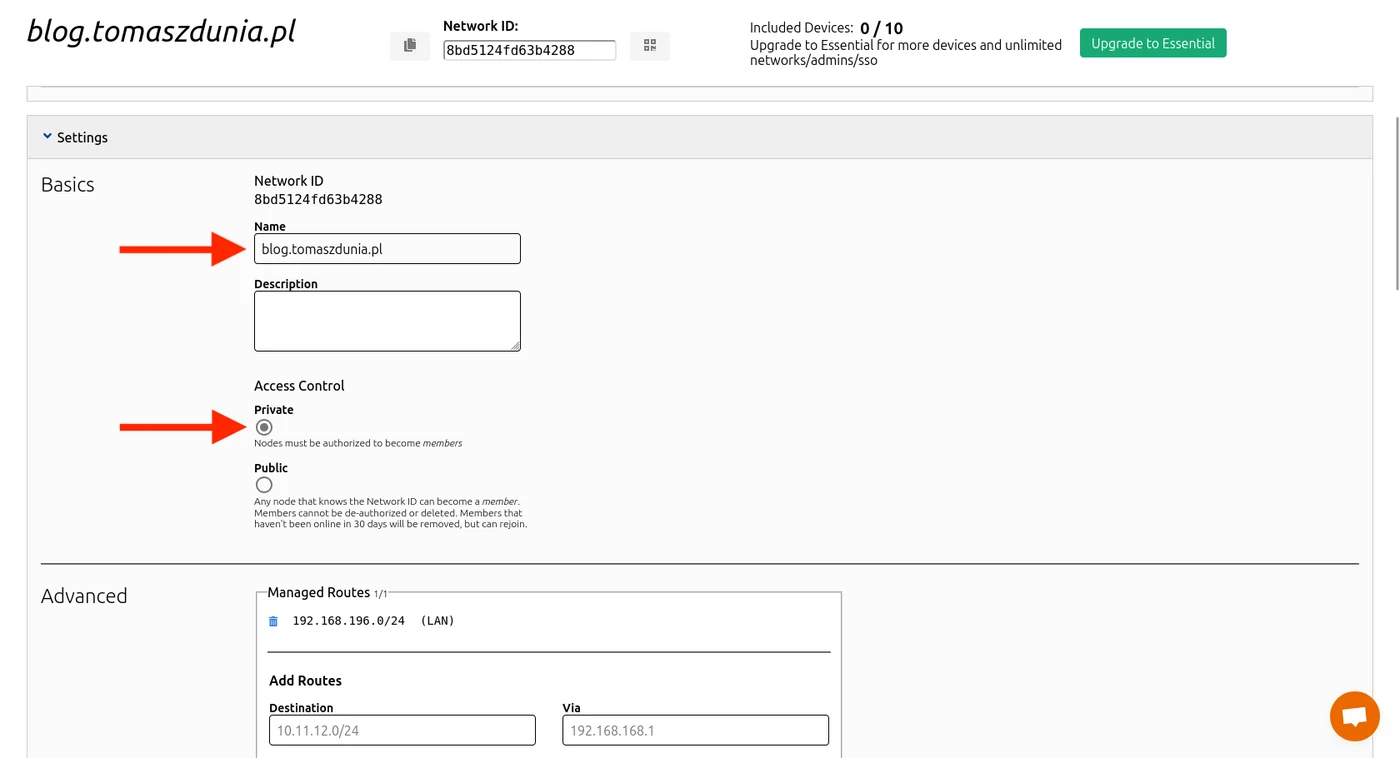 blog.tomaszdunia.pl
Network ID:
8bd5124fd63b4288
Included Devices: 0 / 10
Upgrade to Essential for more devices and unlimited
networks/admins/sso
Upgrade to Essential
Settings
Basics
Network ID
8bd5124fd63b4288
Name
blog.tomaszdunia.pl
Description
Access Control
Private
Nodes must be authorized to become members
Public
Any node that knows the Network ID can become a member.
Members cannot be de-authorized or deleted. Members that
haven't been online in 30 days will be removed, but can rejoin.
Advanced
Managed Routes 1/1
192.168.196.0/24 (LAN)
Add Routes
Destination
Via
10.11.12.0/24
192.168.168.1